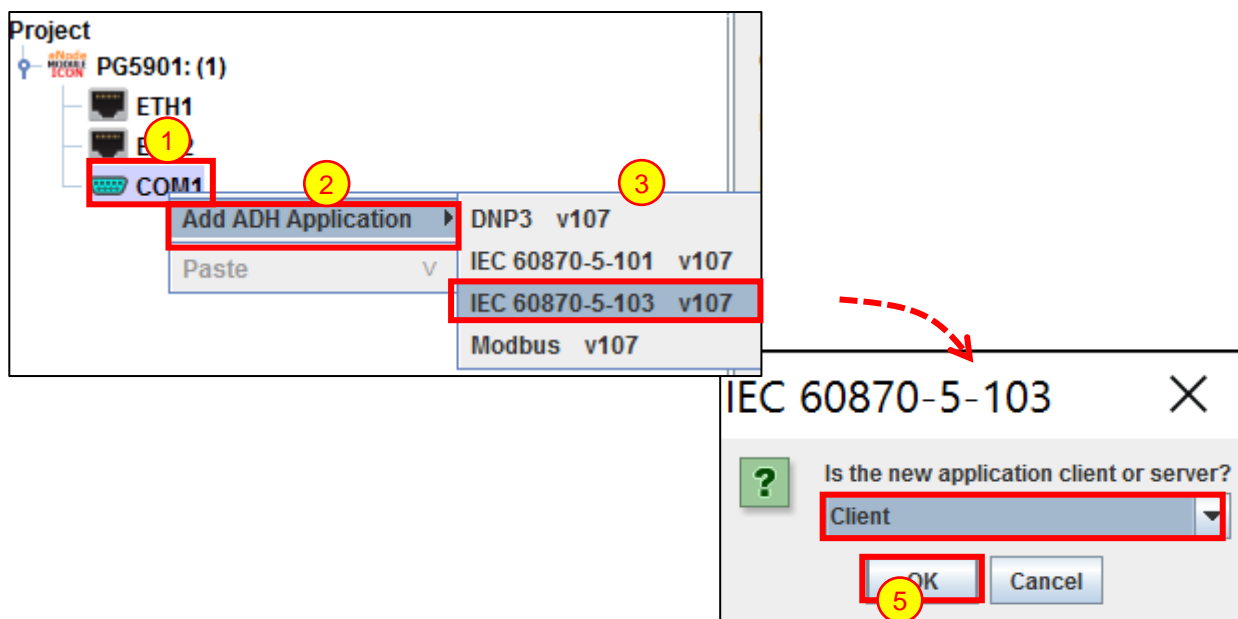 Project
eNode
MODULE
ICON
PG5901: (1)
ETH1
1
COM1
2
3
Add ADH Application
DNP3 v107
Paste V
IEC 60870-5-101 v107
IEC 60870-5-103 v107
Modbus v107
IEC 60870-5-103
?
Is the new application client or server?
Client
OK
Cancel
5